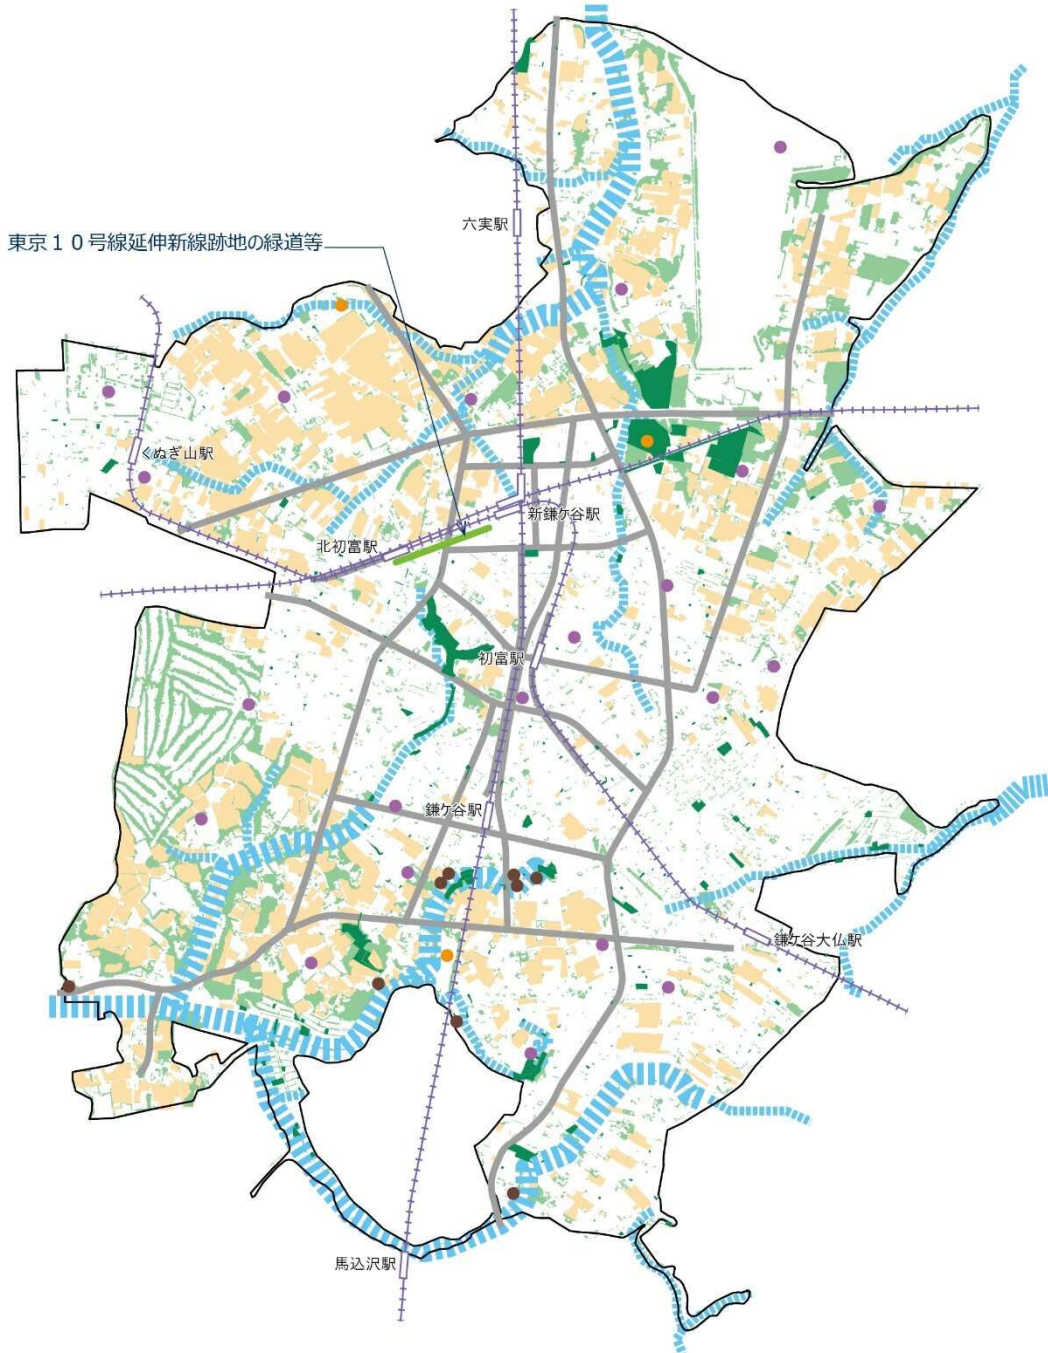 六実駅
東京１０号線延伸新線跡地の緑道等
くぬぎ山駅
新鎌ケ谷駅
北初富駅
初富駅
鎌ケ谷駅
鎌ケ谷大仏駅
馬込沢駅